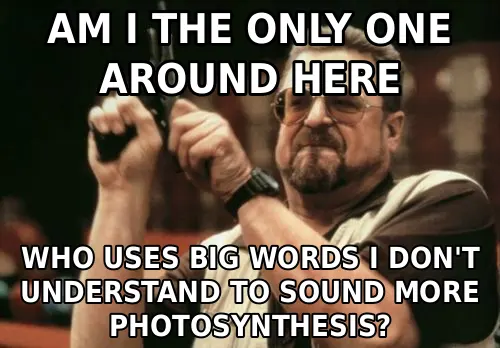 AM I THE ONLY ONE
AROUND HERE
WHO USES BIG WORDS I DON'T
UNDERSTAND TO SOUND MORE
PHOTOSYNTHESIS?